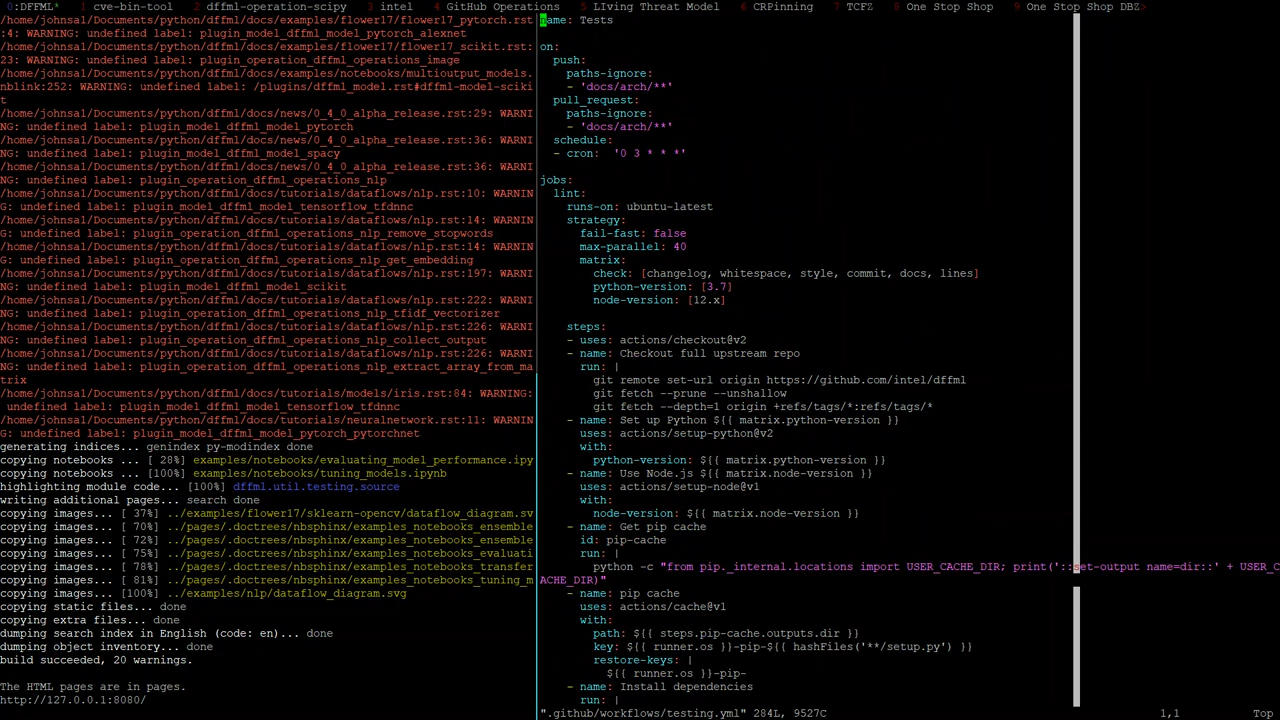 0:DFFML* 1 cve-bin-tool 2 dffml-operation-scipy 3 intel 4 GitHub Operations 5 LIving Threat Model 6 CRPinning 7 TCFZ 8 One Stop Shop 9 One Stop Shop DBZ>
/home/johnsal/Documents/python/dffml/docs/examples/flower17/flower17_pytorch.rst
:4: WARNING: undefined label: plugin_model_dffml_model_pytorch_alexnet
/home/johnsal/Documents/python/dffml/docs/examples/flower17/flower17_scikit.rst:
23: WARNING: undefined label: plugin_operation_dffml_operations_image
/home/johnsal/Documents/python/dffml/docs/examples/notebooks/multioutput_models.
nblink:252: WARNING: undefined label: /plugins/dffml_model.rst#dffml-model-sciki
t
/home/johnsal/Documents/python/dffml/docs/news/0_4_0_alpha_release.rst:29: WARNI
NG: undefined label: plugin_model_dffml_model_pytorch
/home/johnsal/Documents/python/dffml/docs/news/0_4_0_alpha_release.rst:36: WARNI
NG: undefined label: plugin_model_dffml_model_spacy
/home/johnsal/Documents/python/dffml/docs/news/0_4_0_alpha_release.rst:36: WARNI
NG: undefined label: plugin_operation_dffml_operations_nlp
/home/johnsal/Documents/python/dffml/docs/tutorials/dataflows/nlp.rst:10: WARNIN
G: undefined label: plugin_model_dffml_model_tensorflow_tfdnnc
/home/johnsal/Documents/python/dffml/docs/tutorials/dataflows/nlp.rst:14: WARNIN
G: undefined label: plugin_operation_dffml_operations_nlp_remove_stopwords
/home/johnsal/Documents/python/dffml/docs/tutorials/dataflows/nlp.rst:14: WARNIN
G: undefined label: plugin_operation_dffml_operations_nlp_get_embedding
/home/johnsal/Documents/python/dffml/docs/tutorials/dataflows/nlp.rst:197: WARNI
NG: undefined label: plugin_model_dffml_model_scikit
/home/johnsal/Documents/python/dffml/docs/tutorials/dataflows/nlp.rst:222: WARNI
NG: undefined label: plugin_operation_dffml_operations_nlp_tfidf_vectorizer
/home/johnsal/Documents/python/dffml/docs/tutorials/dataflows/nlp.rst:226: WARNI
NG: undefined label: plugin_operation_dffml_operations_nlp_collect_output
/home/johnsal/Documents/python/dffml/docs/tutorials/dataflows/nlp.rst:226: WARNI
NG: undefined label: plugin_operation_dffml_operations_nlp_extract_array_from_ma
trix
/home/johnsal/Documents/python/dffml/docs/tutorials/models/iris.rst:84: WARNING:
 undefined label: plugin_model_dffml_model_tensorflow_tfdnnc
/home/johnsal/Documents/python/dffml/docs/tutorials/neuralnetwork.rst:11: WARNIN
G: undefined label: plugin_model_dffml_model_pytorch_pytorchnet
generating indices... genindex py-modindex done
copying notebooks ... [ 28%] examples/notebooks/evaluating_model_performance.ipy
copying notebooks ... [100%] examples/notebooks/tuning_models.ipynb
highlighting module code... [100%] dffml.util.testing.source
writing additional pages... search done
copying images... [ 37%] ../examples/flower17/sklearn-opencv/dataflow_diagram.sv
copying images... [ 70%] ../pages/.doctrees/nbsphinx/examples_notebooks_ensemble
copying images... [ 72%] ../pages/.doctrees/nbsphinx/examples_notebooks_ensemble
copying images... [ 75%] ../pages/.doctrees/nbsphinx/examples_notebooks_evaluati
copying images... [ 78%] ../pages/.doctrees/nbsphinx/examples_notebooks_transfer
copying images... [ 81%] ../pages/.doctrees/nbsphinx/examples_notebooks_tuning_m
copying images... [100%] ../examples/nlp/dataflow_diagram.svg
copying static files... done
copying extra files... done
dumping search index in English (code: en)... done
dumping object inventory... done
build succeeded, 20 warnings.

The HTML pages are in pages.
http://127.0.0.1:8080/
name: Tests

on:
  push:
    paths-ignore:
    - 'docs/arch/**'
  pull_request:
    paths-ignore:
    - 'docs/arch/**'
  schedule:
  - cron:  '0 3 * * *'

jobs:
  lint:
    runs-on: ubuntu-latest
    strategy:
      fail-fast: false
      max-parallel: 40
      matrix:
        check: [changelog, whitespace, style, commit, docs, lines]
        python-version: [3.7]
        node-version: [12.x]

    steps:
    - uses: actions/checkout@v2
    - name: Checkout full upstream repo
      run: |
        git remote set-url origin https://github.com/intel/dffml
        git fetch --prune --unshallow
        git fetch --depth=1 origin +refs/tags/*:refs/tags/*
    - name: Set up Python ${{ matrix.python-version }}
      uses: actions/setup-python@v2
      with:
        python-version: ${{ matrix.python-version }}
    - name: Use Node.js ${{ matrix.node-version }}
      uses: actions/setup-node@v1
      with:
        node-version: ${{ matrix.node-version }}
    - name: Get pip cache
      id: pip-cache
      run: |
        python -c "from pip._internal.locations import USER_CACHE_DIR; print('::set-output name=dir::' + USER_C
ACHE_DIR)"
    - name: pip cache
      uses: actions/cache@v1
      with:
        path: ${{ steps.pip-cache.outputs.dir }}
        key: ${{ runner.os }}-pip-${{ hashFiles('**/setup.py') }}
        restore-keys: |
          ${{ runner.os }}-pip-
    - name: Install dependencies
      run: |
".github/workflows/testing.yml" 284L, 9527C 1,1 Top